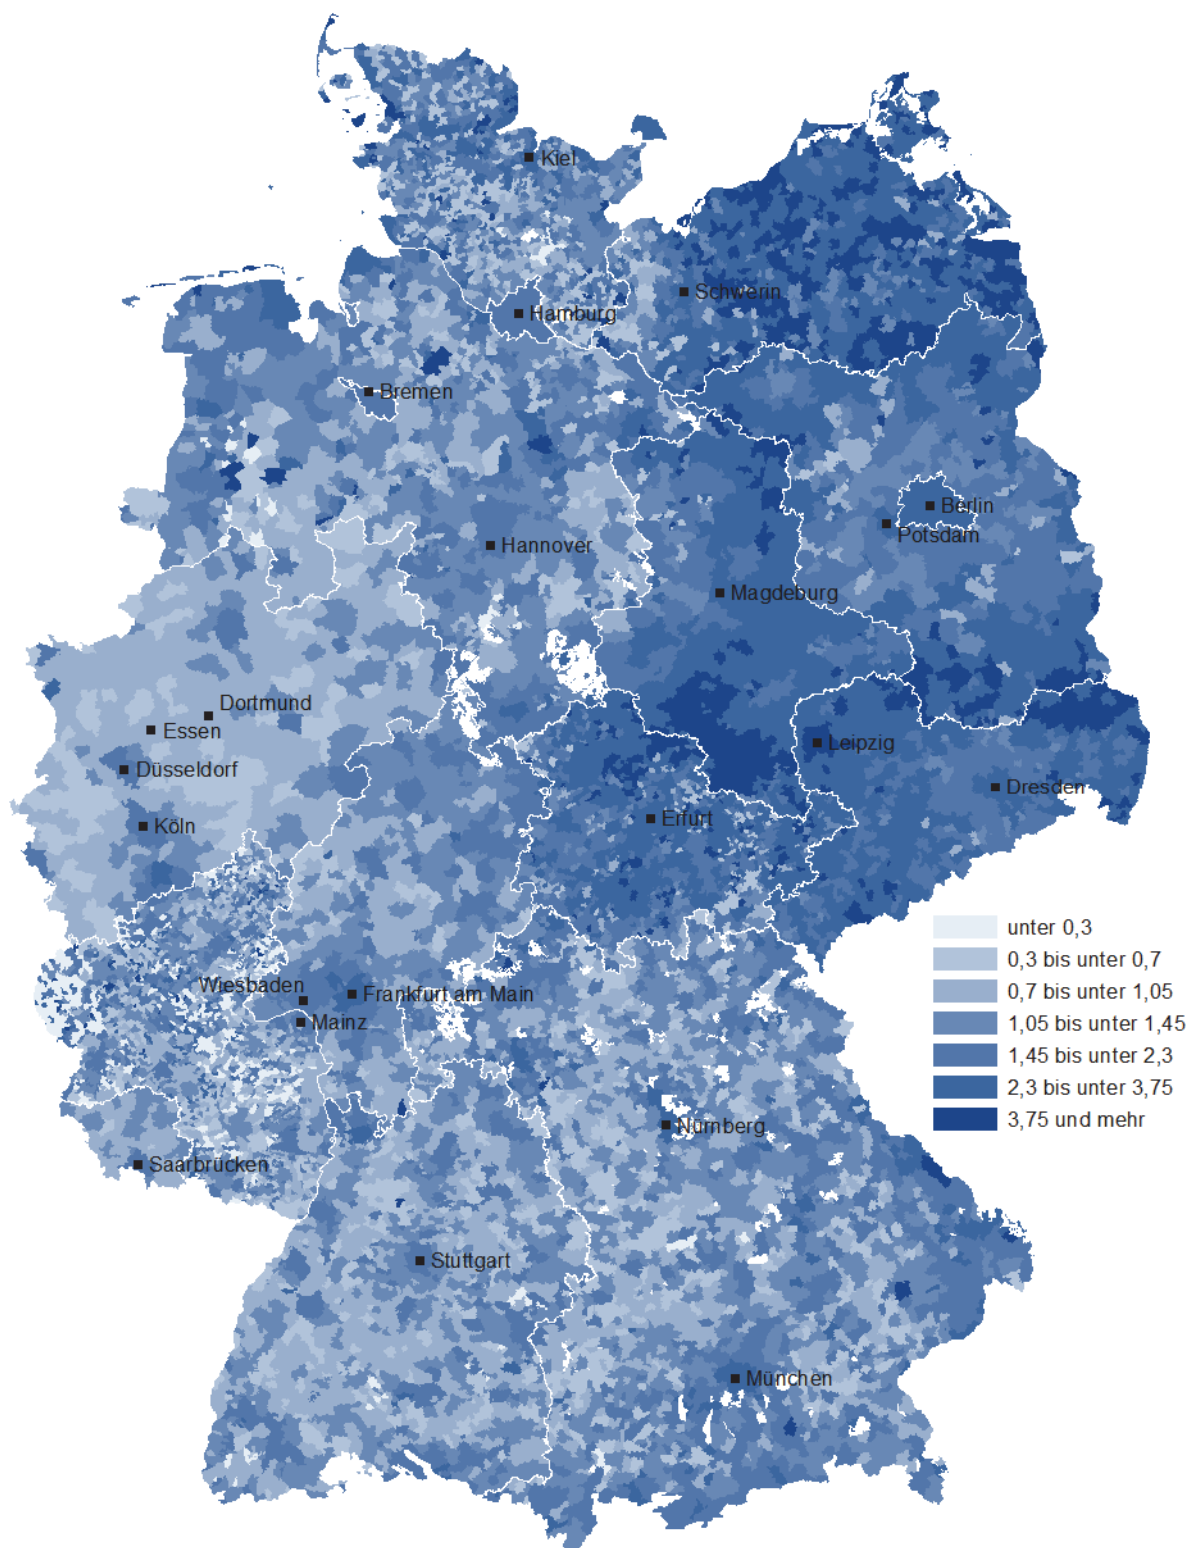 Kiel
Schwerin
Hamburg
Bremen
Berlin
Potsdam
Hannover
Magdeburg
Dortmund
Essen
Leipzig
Düsseldorf
Dresden
Köln
Erfurt
unter 0,3
0,3 bis unter 0,7
0,7 bis unter 1,05
1,05 bis unter 1,45
1,45 bis unter 2,3
2,3 bis unter 3,75
3,75 und mehr
Wiesbaden
Frankfurt am Main
Mainz
Nürnberg
Saarbrücken
Stuttgart
München